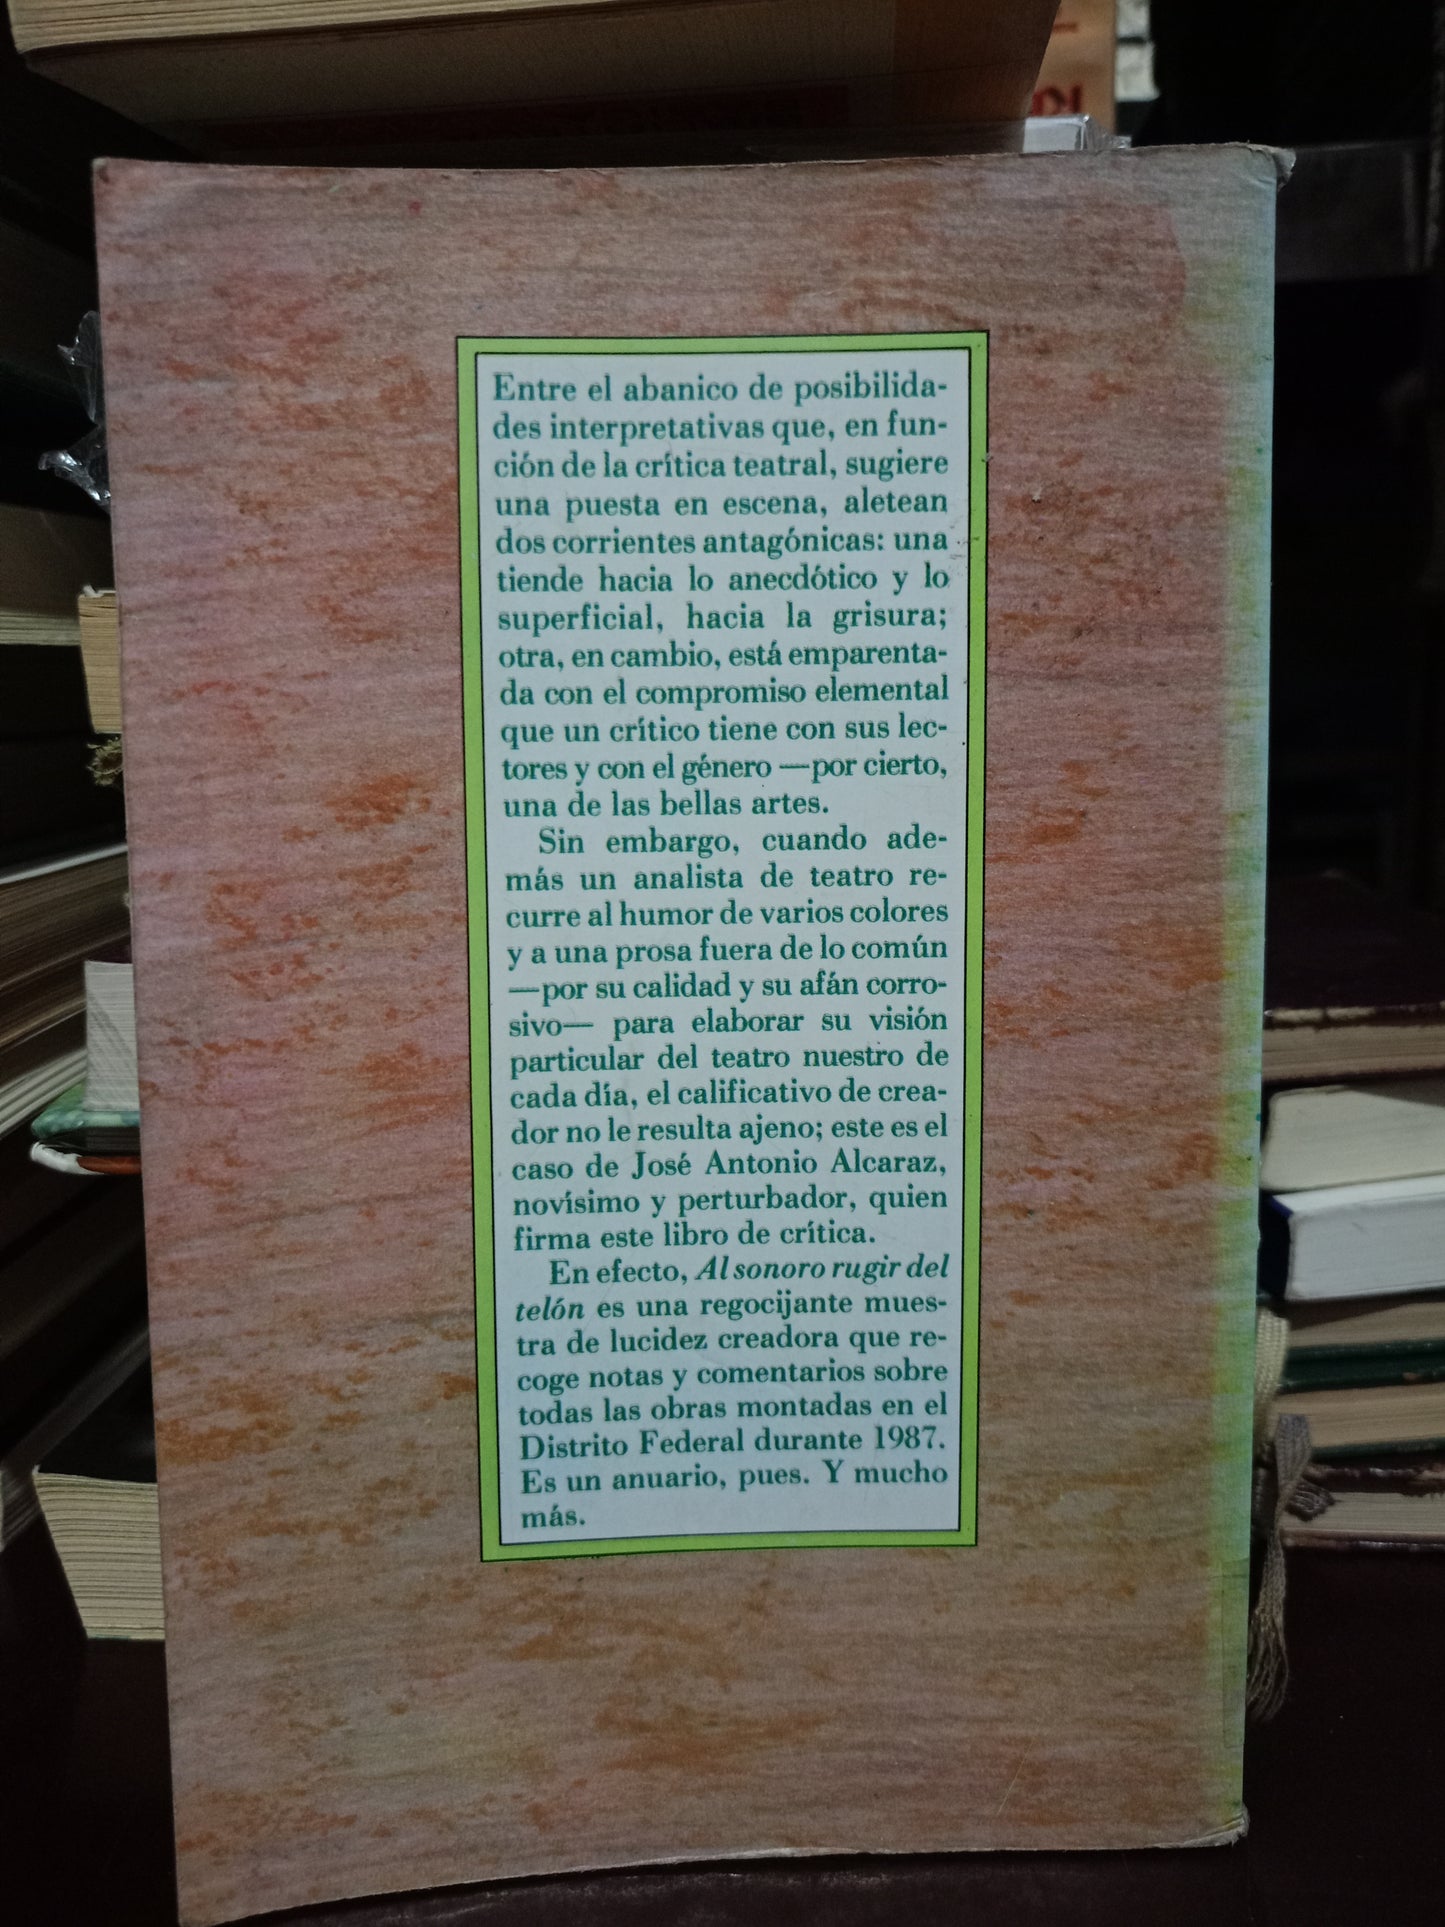 Entre el abanico de posibilida-
des interpretativas que, en fun-
ción de la crítica teatral, sugiere
una puesta en escena, aletean
dos corrientes antagónicas: una
tiende hacia lo anecdótico y lo
superficial, hacia la grisura;
otra, en cambio, está emparenta-
da con el compromiso elemental
que un crítico tiene con sus lec-
tores y con el género —por cierto,
una de las bellas artes.
Sin embargo, cuando ade-
más un analista de teatro re-
curre al humor de varios colores
y a una prosa fuera de lo común
—por su calidad y su afán corro-
sivo— para elaborar su visión
particular del teatro nuestro de
cada día, el calificativo de crea-
dor no le resulta ajeno; este es el
caso de José Antonio Alcaraz,
novísimo y perturbador, quien
firma este libro de crítica.
En efecto, Al sonoro rugir del
telón es una regocijante mues-
tra de lucidez creadora que re-
coge notas y comentarios sobre
todas las obras montadas en el
Distrito Federal durante 1987.
Es un anuario, pues. Y mucho
más.